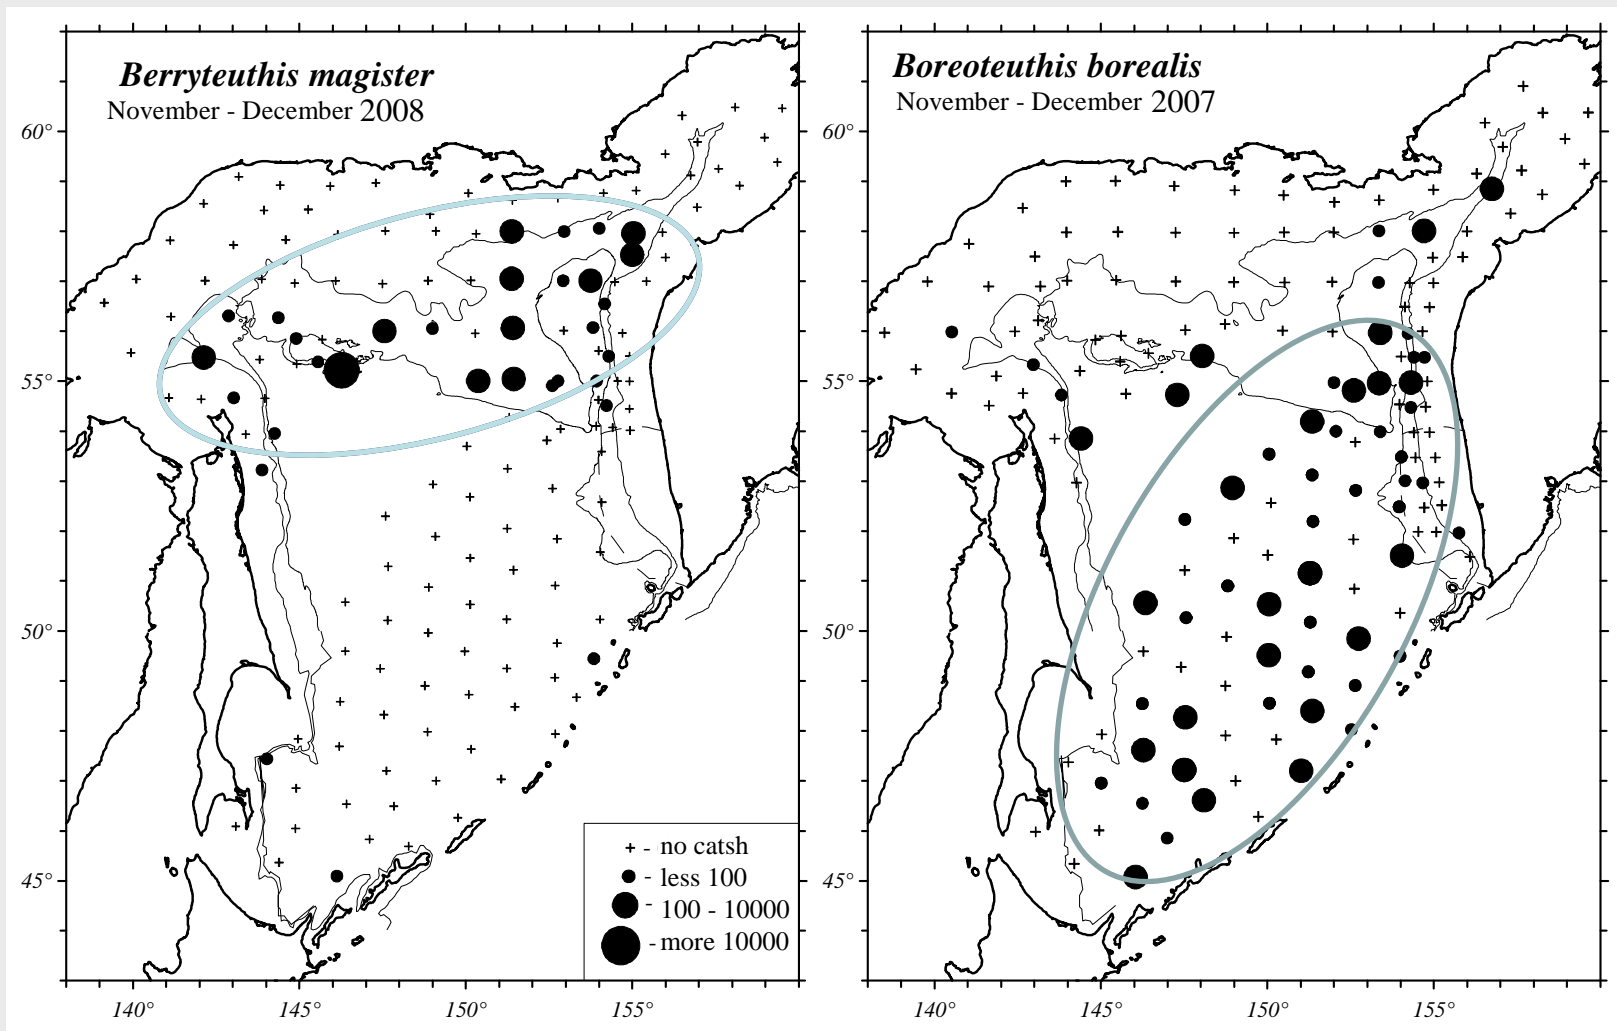 Berryteuthis magister
November - December 2008
60°
55°
50°
45°
140°
145°
150°
155°
+ - no catsh
- less 100
- 100 - 10000
- more 10000
Boreoteuthis borealis
November - December 2007
60°
55°
50°
45°
140°
145°
150°
155°